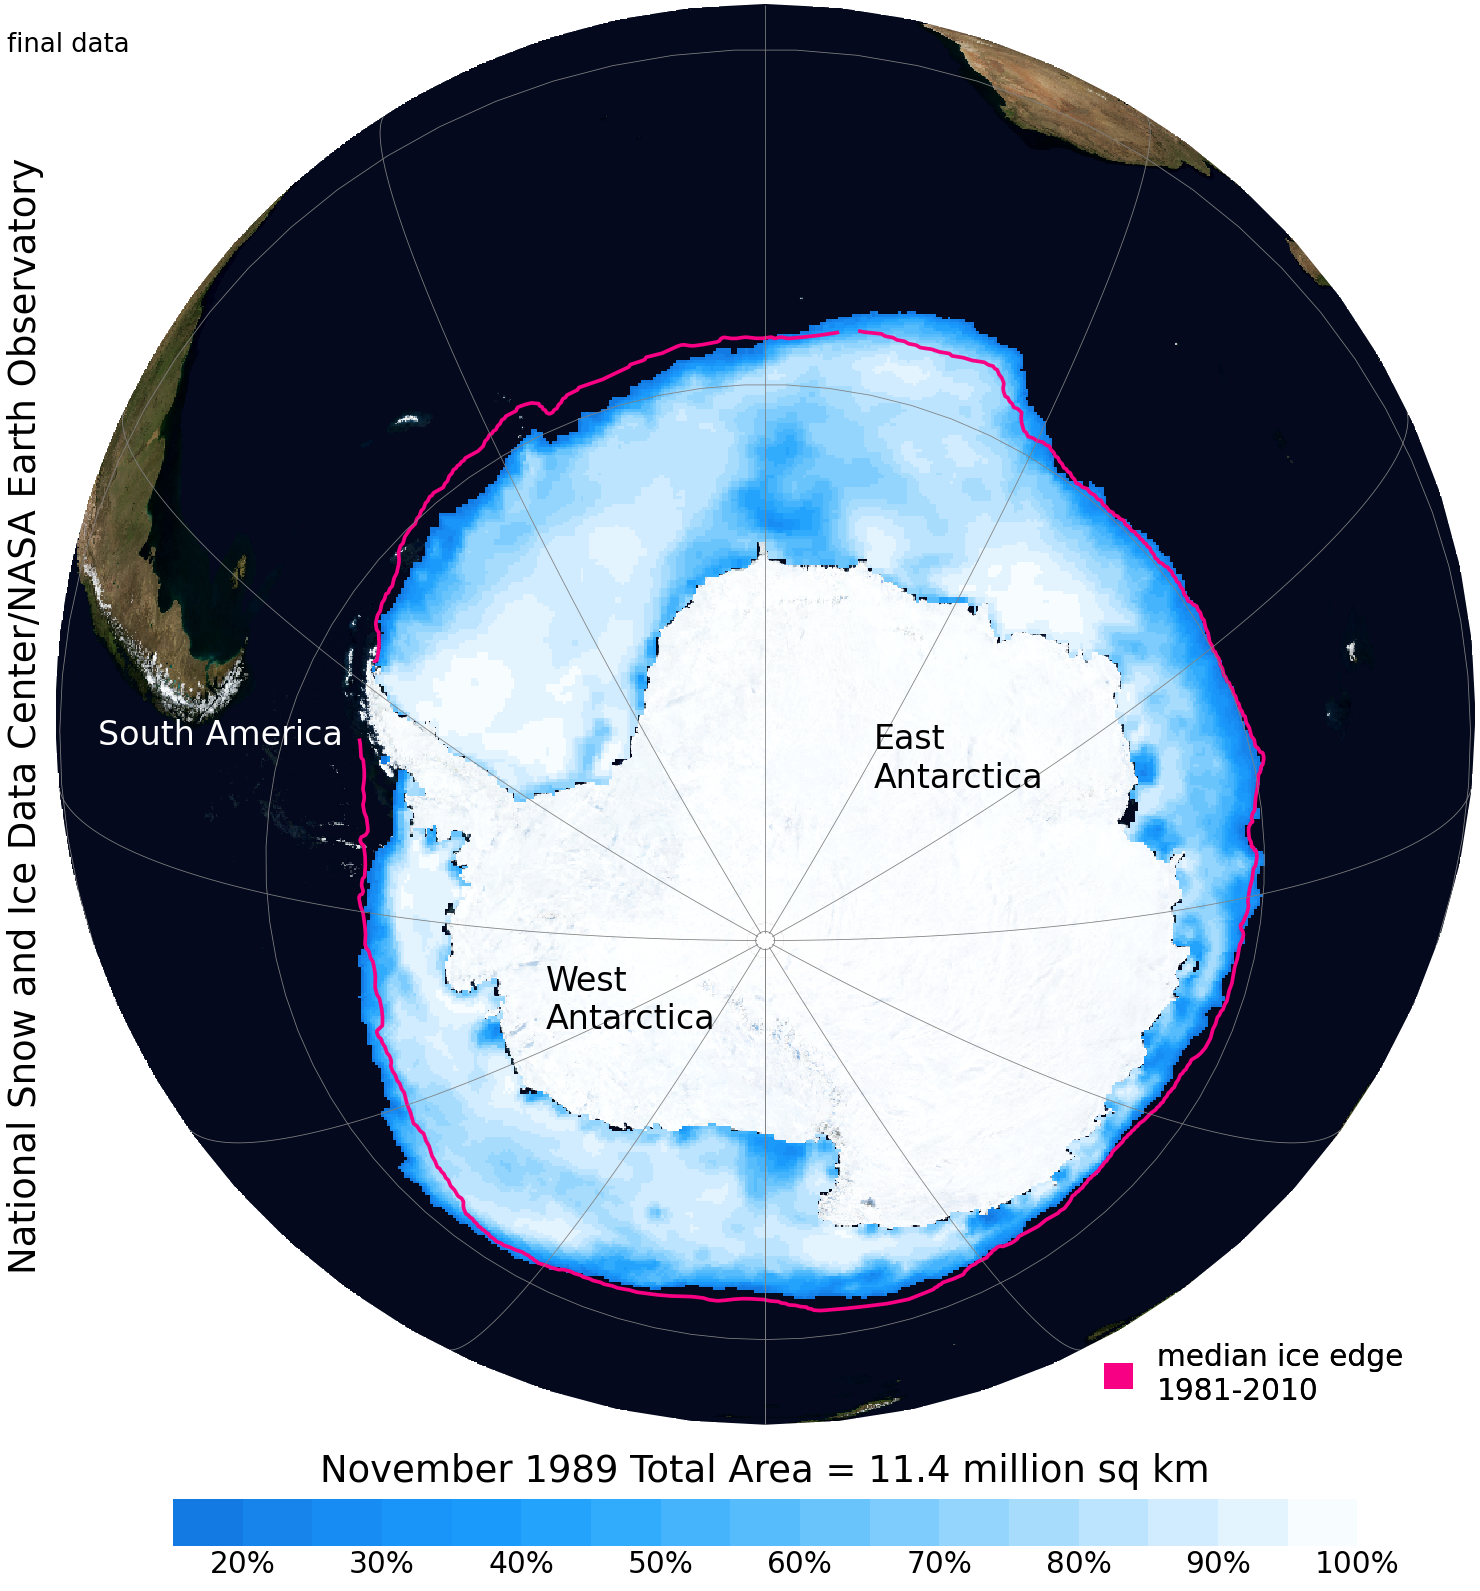 final data
National Snow and Ice Data Center/NASA Earth Observatory
South America
East
Antarctica
West
Antarctica
median ice edge
1981-2010
November 1989 Total Area = 11.4 million sq km
20% 30% 40% 50% 60% 70% 80% 90% 100%